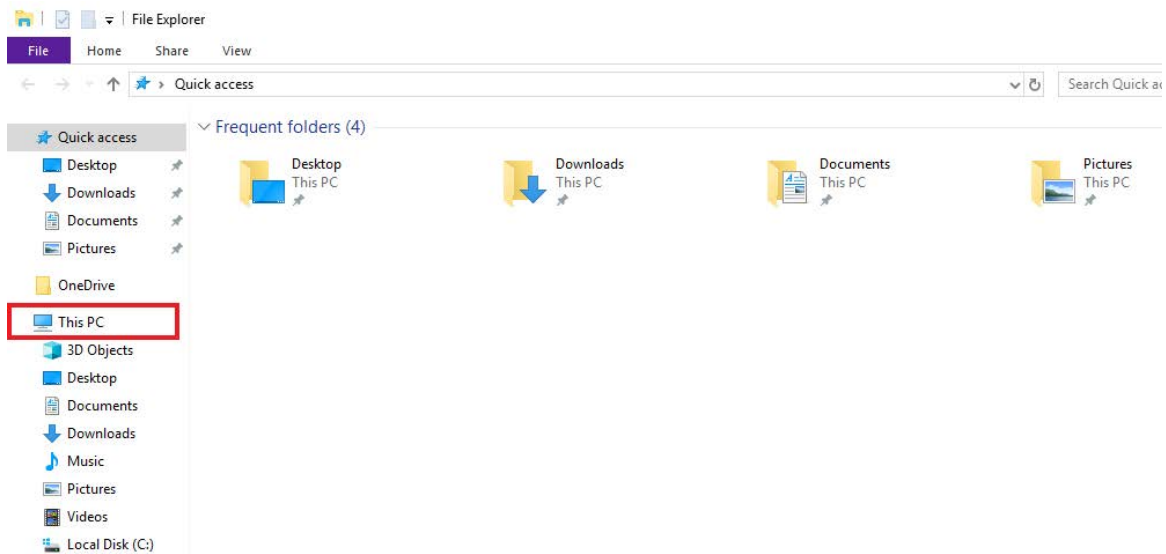 File Explorer
File Home Share View
Quick access
Search Quick ac
Quick access
Desktop
Downloads
Documents
Pictures
OneDrive
This PC
3D Objects
Desktop
Documents
Downloads
Music
Pictures
Videos
Local Disk (C:)
Frequent folders (4)
Desktop
This PC
Downloads
This PC
Documents
This PC
Pictures
This PC